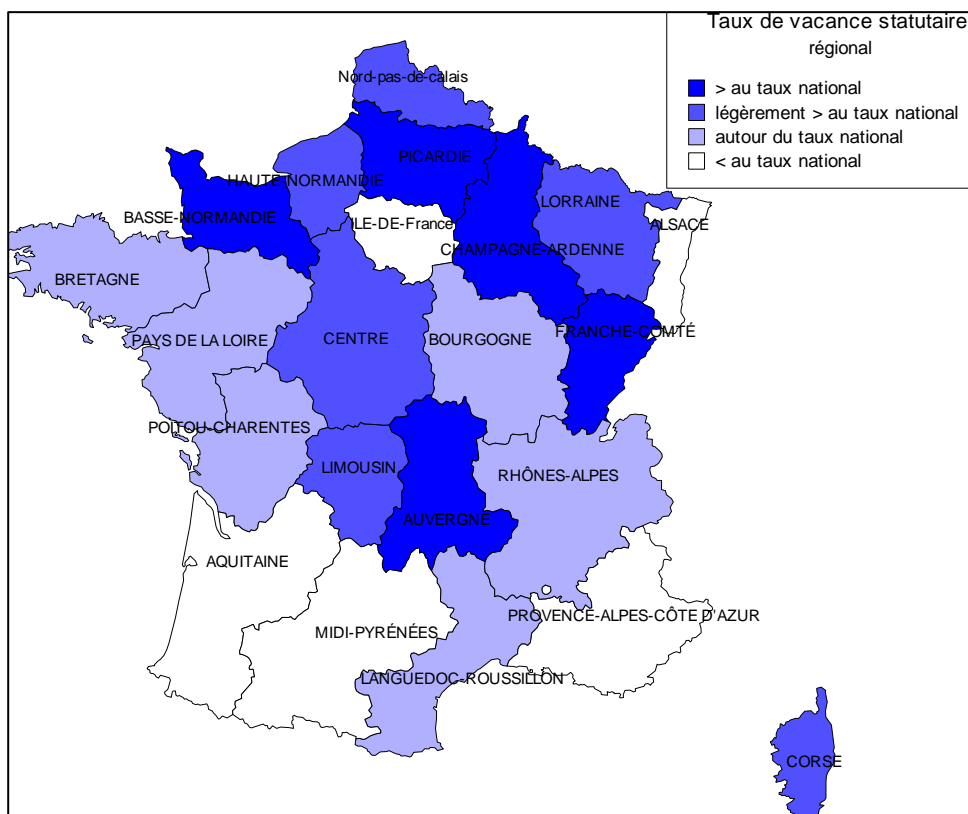 Taux de vacance statutaire
régional
> au taux national
légèrement > au taux national
autour du taux national
< au taux national
Nord-pas-de-calais
PICARDIE
HAUTE-NORMANDIE
LORRAINE
BASSE-NORMANDIE
ILE-DE-France
ALSACE
CHAMPAGNE-ARDENNE
BRETAGNE
FRANCHE-COMTÉ
PAYS DE LA LOIRE
CENTRE
BOURGOGNE
POITOU-CHARENTES
LIMOUSIN
RHÔNES-ALPES
AUVERGNE
AQUITAINE
PROVENCE-ALPES-CÔTE D'AZUR
MIDI-PYRÉNÉES
LANGUEDOC-ROUSSILLON
CORSE